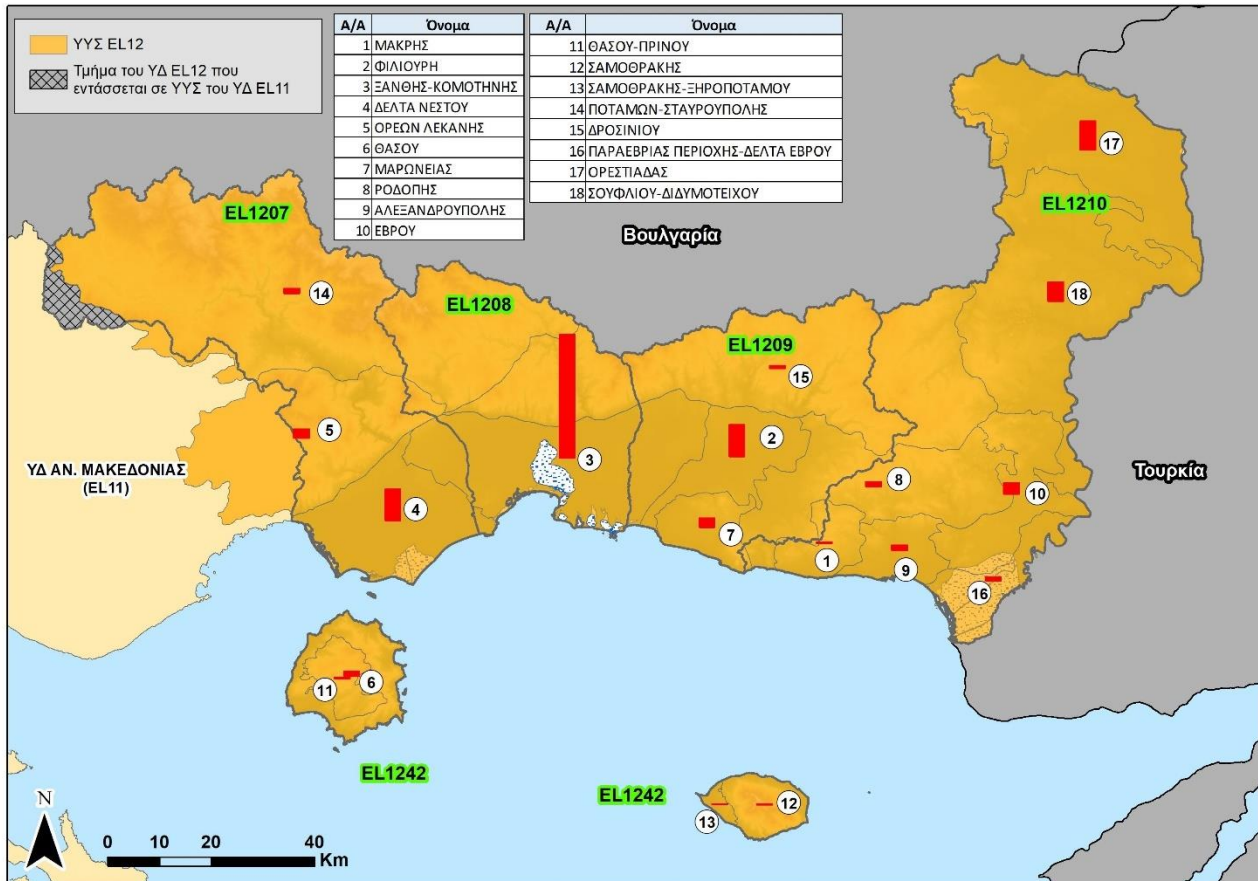 ΥΥΣ EL12
Τμήμα του ΥΔ EL12 που
εντάσσεται σε ΥΥΣ του ΥΔ EL11
Α/Α Όνομα
1 ΜΑΚΡΗΣ
2 ΦΙΛΙΟΥΡΗ
3 ΞΑΝΘΗΣ-ΚΟΜΟΤΗΝΗΣ
4 ΔΕΛΤΑ ΝΕΣΤΟΥ
5 ΟΡΕΩΝ ΛΕΚΑΝΗΣ
6 ΘΑΣΟΥ
7 ΜΑΡΩΝΕΙΑΣ
8 ΡΟΔΟΠΗΣ
9 ΑΛΕΞΑΝΔΡΟΥΠΟΛΗΣ
10 ΕΒΡΟΥ
Α/Α Όνομα
11 ΘΑΣΟΥ-ΠΡΙΝΟΥ
12 ΣΑΜΟΘΡΑΚΗΣ
13 ΣΑΜΟΘΡΑΚΗΣ-ΞΗΡΟΠΟΤΑΜΟΥ
14 ΠΟΤΑΜΩΝ-ΣΤΑΥΡΟΥΠΟΛΗΣ
15 ΔΡΟΣΙΝΙΟΥ
16 ΠΑΡΑΕΒΡΙΑΣ ΠΕΡΙΟΧΗΣ-ΔΕΛΤΑ ΕΒΡΟΥ
17 ΟΡΕΣΤΙΑΔΑΣ
18 ΣΟΥΦΛΙΟΥ-ΔΙΔΥΜΟΤΕΙΧΟΥ
17
EL1207
EL1210
Βουλγαρία
14
18
EL1208
EL1209
15
5
2
3
ΥΔ ΑΝ. ΜΑΚΕΔΟΝΙΑΣ
(EL11)
Τουρκία
8
10
4
7
1
9
16
11
6
EL1242
EL1242
13
12
N
0 10 20 40
Km